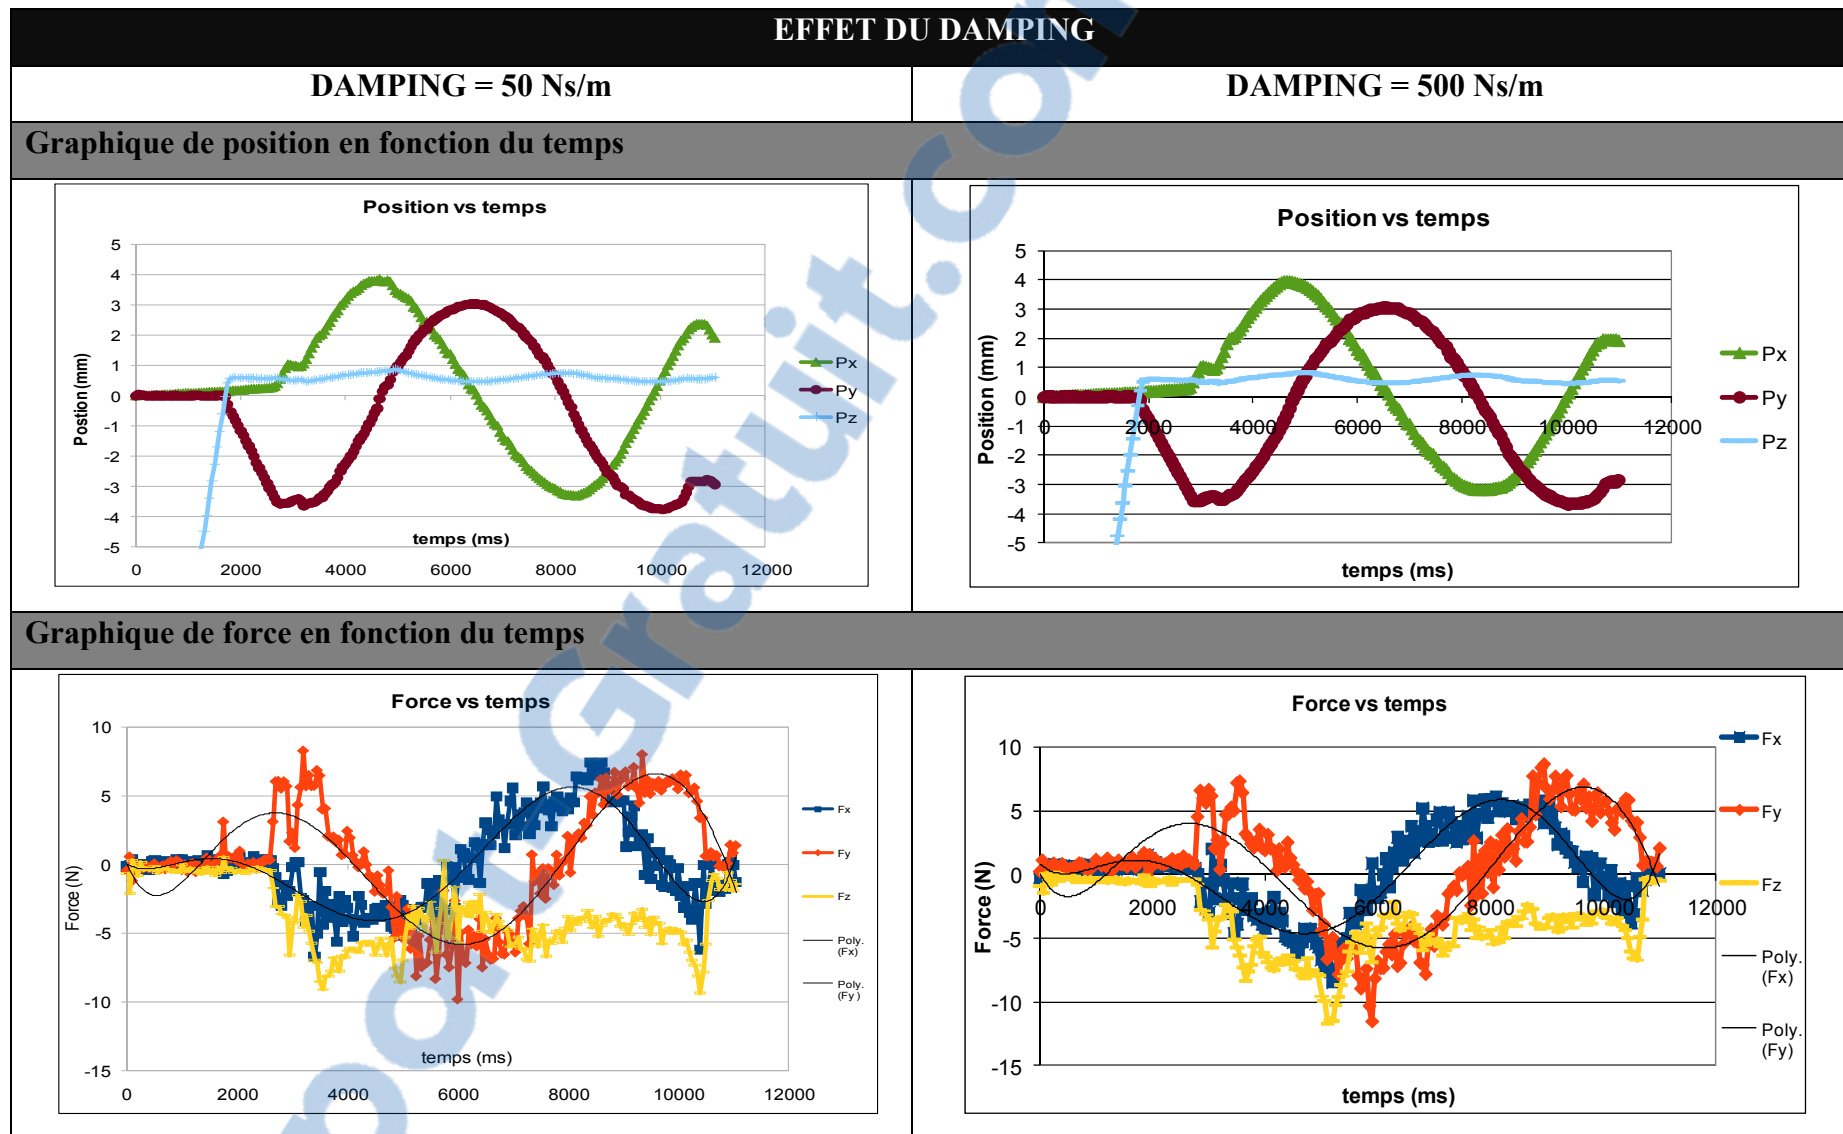 EFFET DU DAMPING
DAMPING = 50 Ns/m
DAMPING = 500 Ns/m
Graphique de position en fonction du temps
Position vs temps
5
4
3
2
1
0
-1
-2
-3
-4
-5
Postion (mm)
temps (ms)
0 2000 4000 6000 8000 10000 12000
Px
Py
Pz
Position vs temps
5
4
3
2
1
0
-1
-2
-3
-4
-5
Position (mm)
0 2000 4000 6000 8000 10000 12000
temps (ms)
Px
Py
Pz
Graphique de force en fonction du temps
Force vs temps
10
5
0
-5
-10
-15
Force (N)
temps (ms)
0 2000 4000 6000 8000 10000 12000
Fx
Fy
Fz
Poly.
(Fx)
Poly.
(Fy )
Force vs temps
10
5
0
-5
-10
-15
Force (N)
0 2000 4000 6000 8000 10000 12000
temps (ms)
Fx
Fy
Fz
Poly.
(Fx)
Poly.
(Fy)
portGratuit.com